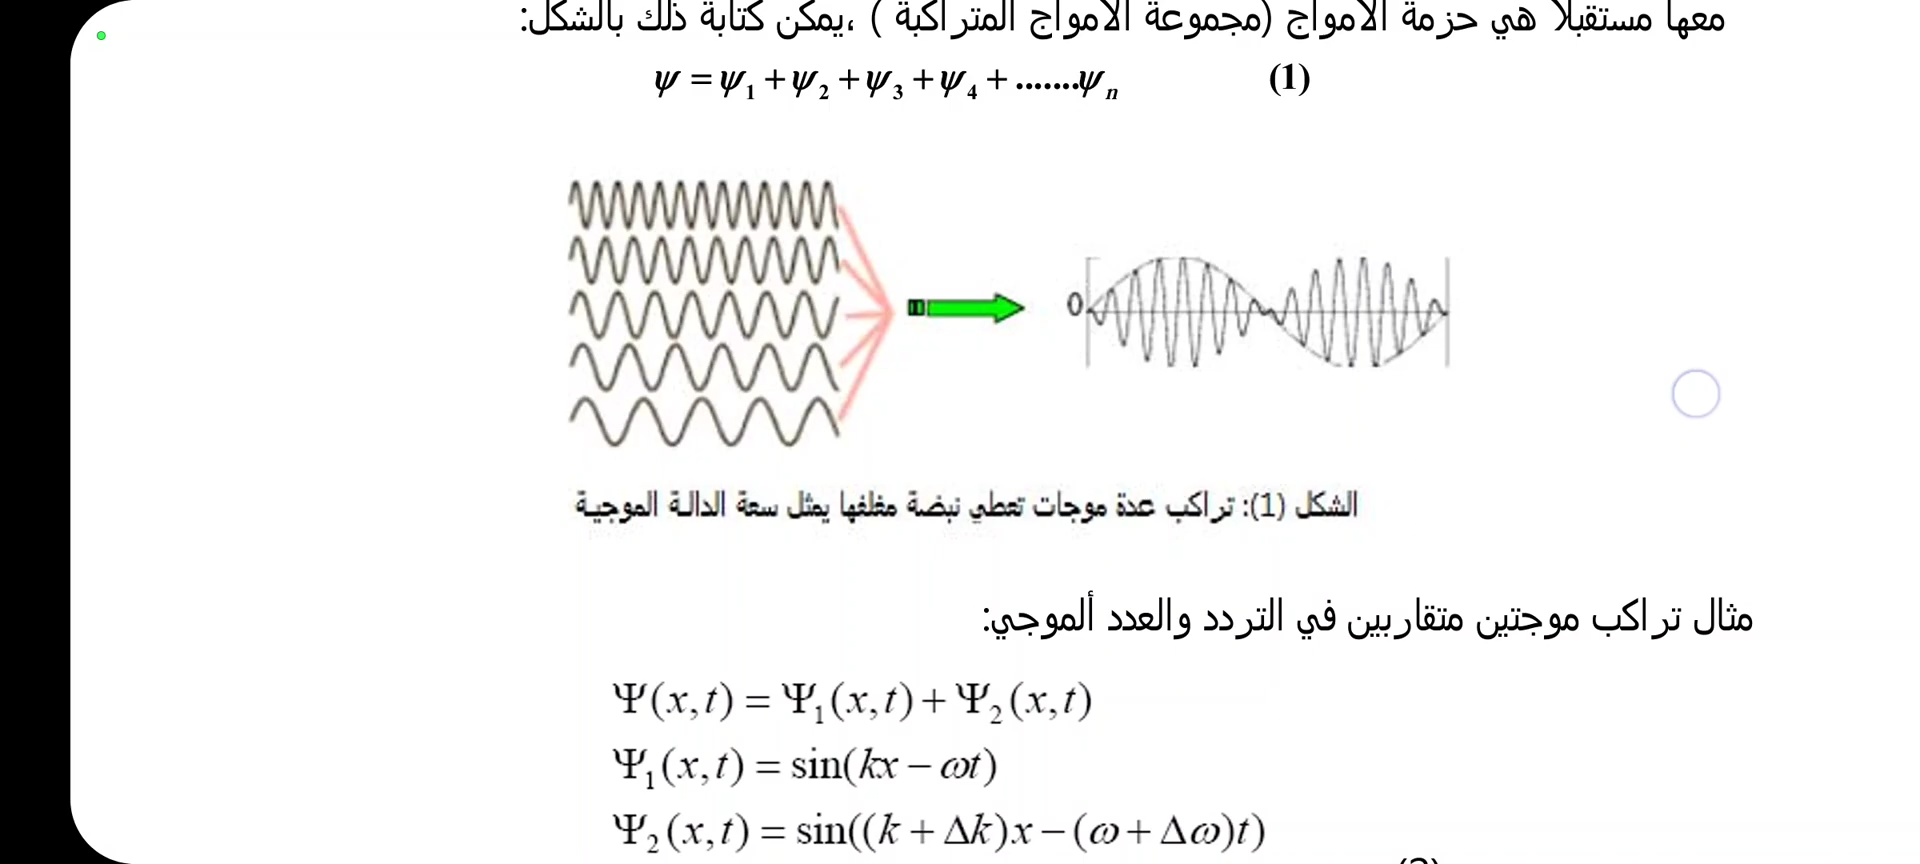 معها مستقبلا هي حزمة الأمواج (مجموعة الأمواج المتراكبة ) ،يمكن كتابة ذلك بالشكل:
ψ = ψ₁ + ψ₂ + ψ₃ + ψ₄ + .......ψₙ (1)
0
الشكل (1): تراكب عدة موجات تعطي نبضة مغلفها يمثل سعة الدالة الموجية
مثال تراكب موجتين متقاربين في التردد والعدد ألموجي:
Ψ(x,t) = Ψ₁(x,t) + Ψ₂(x,t)
Ψ₁(x,t) = sin(kx − ωt)
Ψ₂(x,t) = sin((k + Δk)x − (ω + Δω)t)